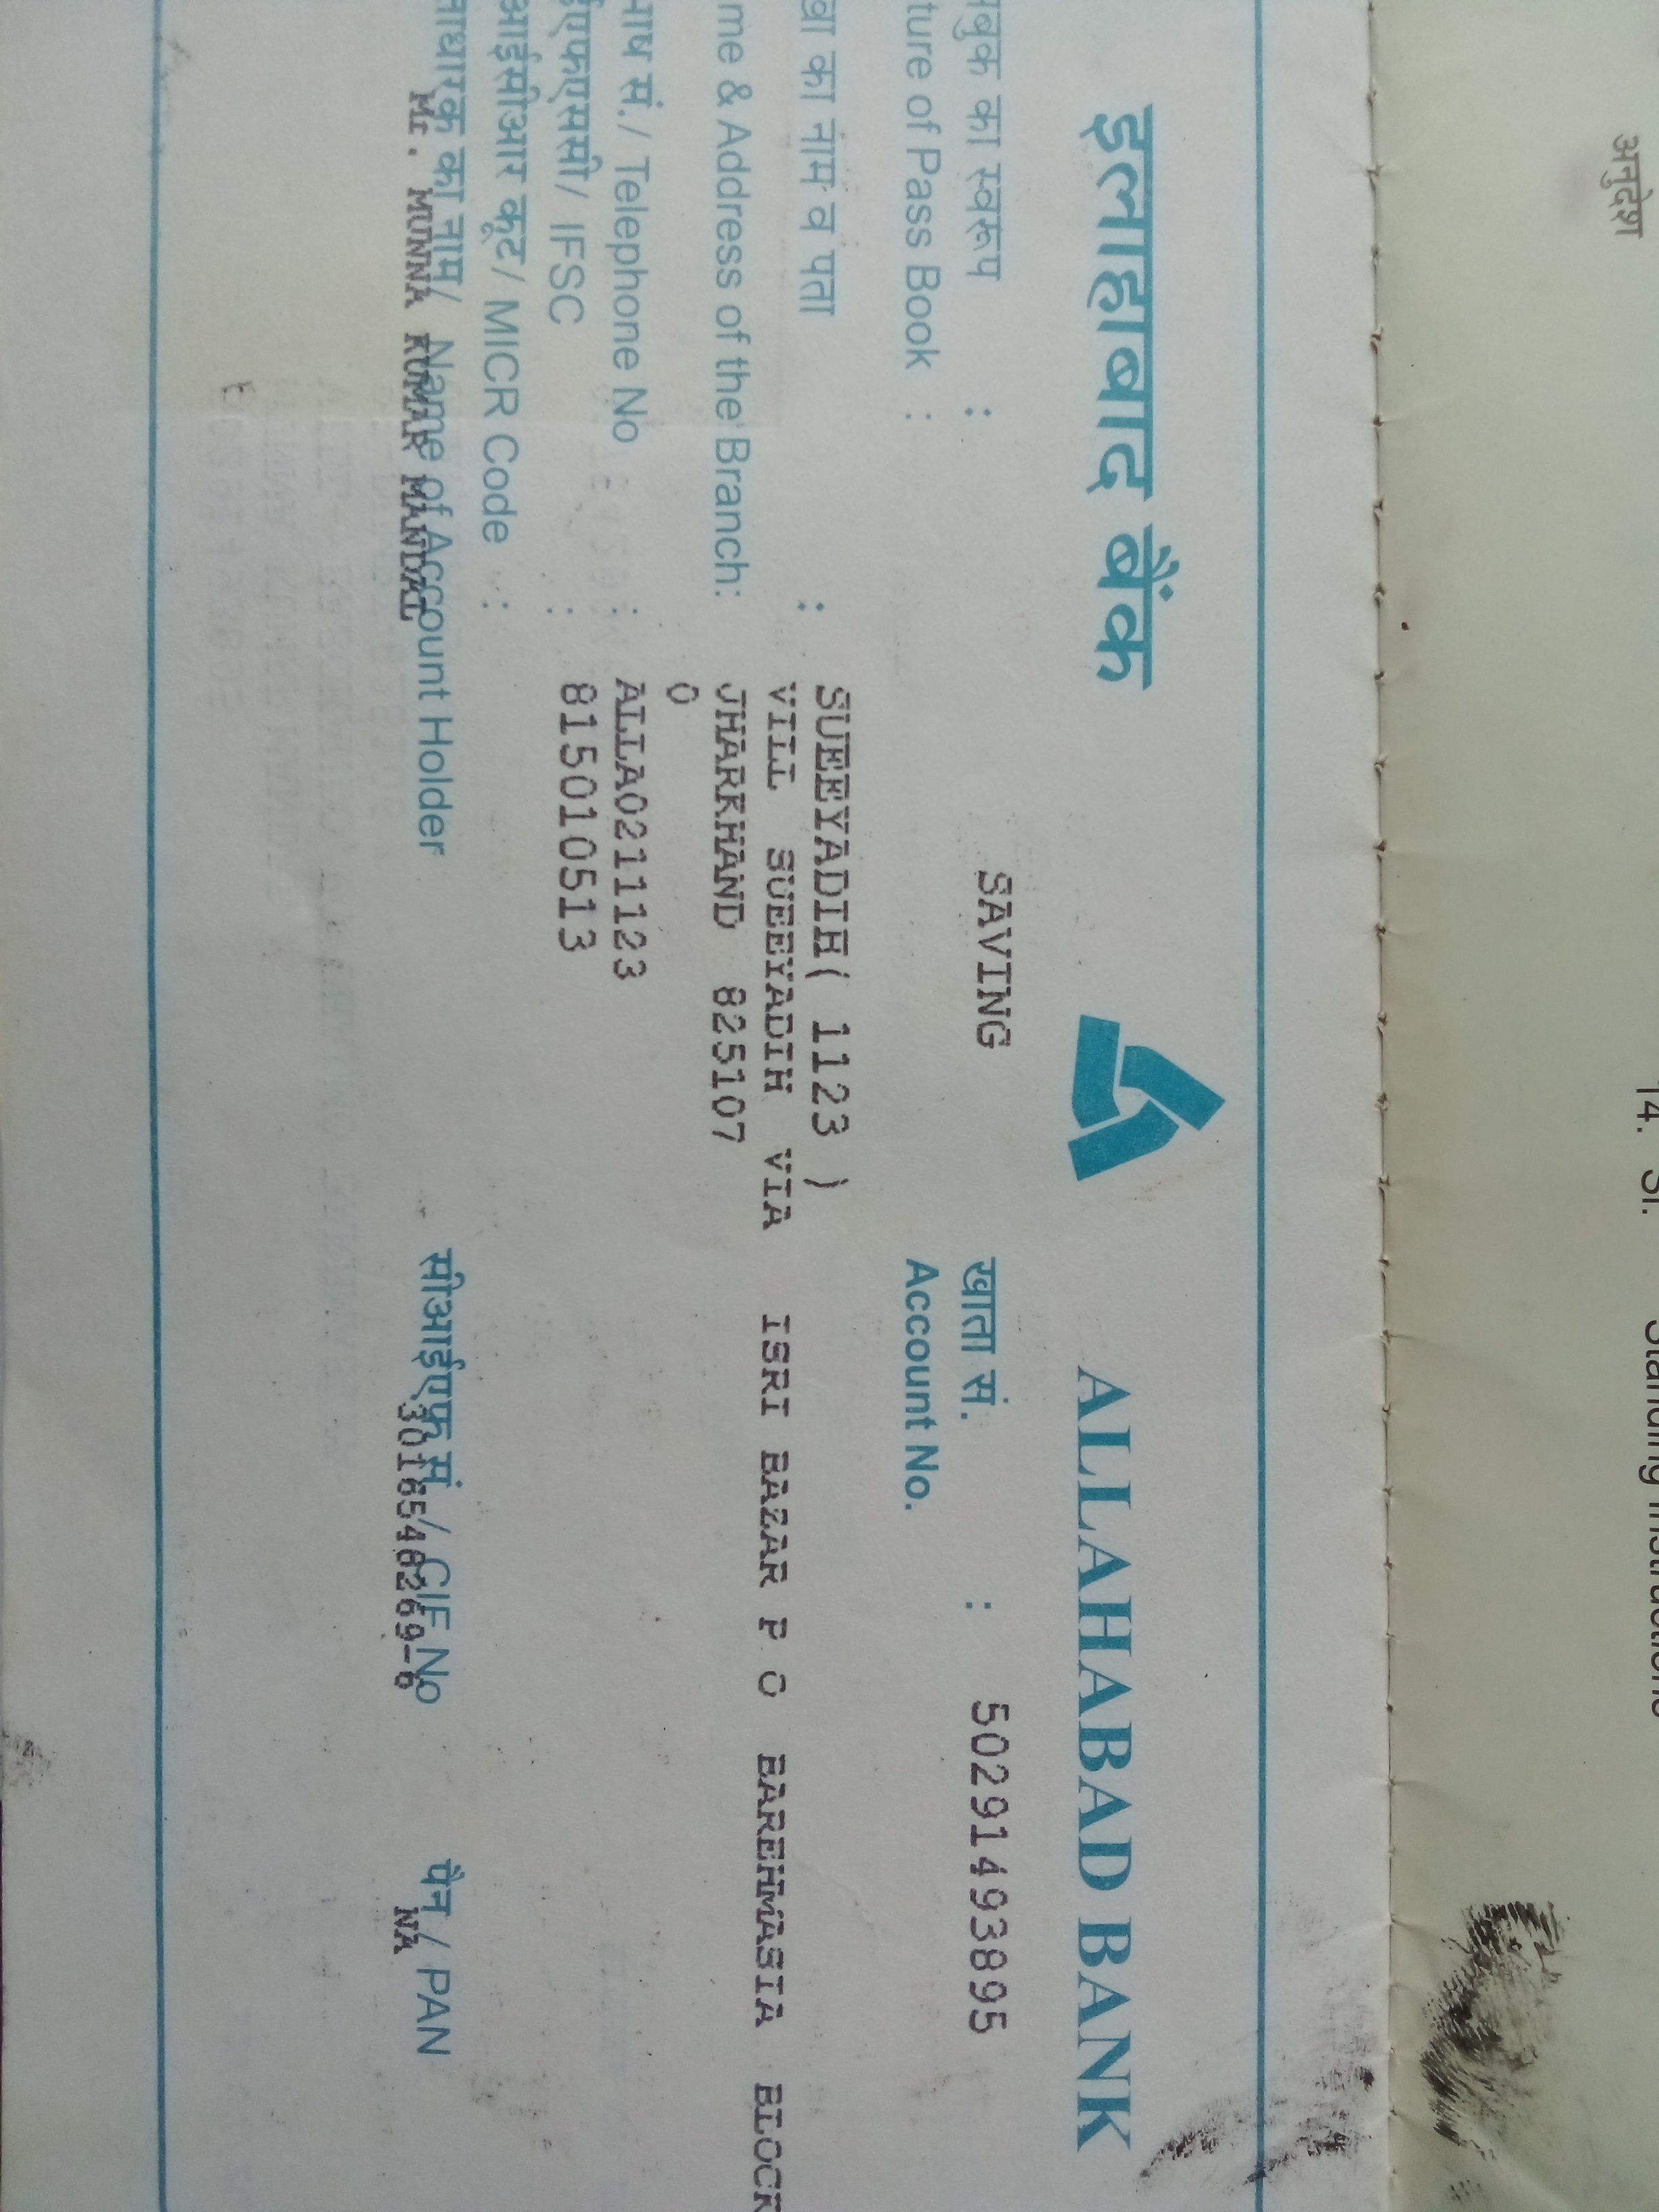 अनुदेश
14. Sl. Standing Instructions
इलाहाबाद बैंक ALLAHABAD BANK
बुक का स्वरूप : SAVING खाता सं. : 50291493895
ture of Pass Book : Account No.
SUEEYADIH( 1123 )
खा का नाम व पता :
VILL SUEEYADIH VIA ISRI BAZAR P O BAREHMASIA BLOCK
me & Address of the Branch: JHARKHAND 825107
0
भाष सं./ Telephone No : ALLA0211123
ईएफएससी/ IFSC : 815010513
आईसीआर कूट/ MICR Code :
ताधारक का नाम/ Name of Account Holder सीआईएफ सं/ CIF No पैन / PAN
Mr. MUNNA KUMAR MANDAL NA